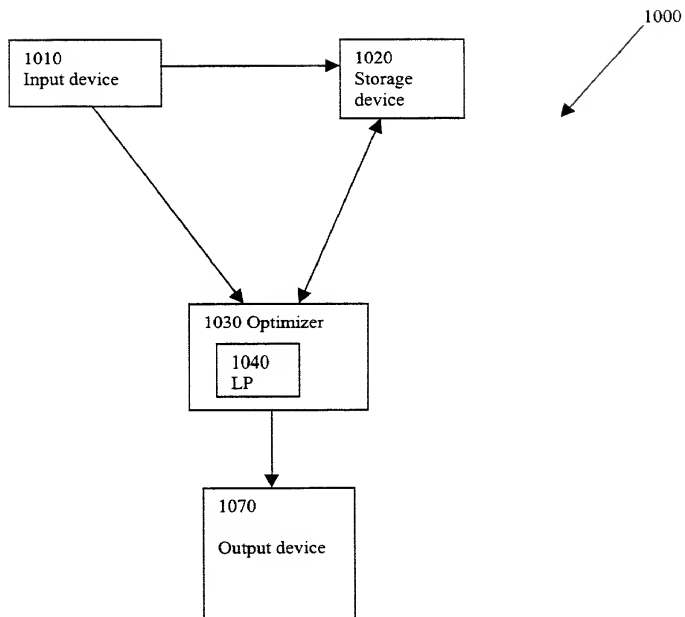 1000
1010
Input device
1020
Storage
device
1030 Optimizer
1040
LP
1070
Output device